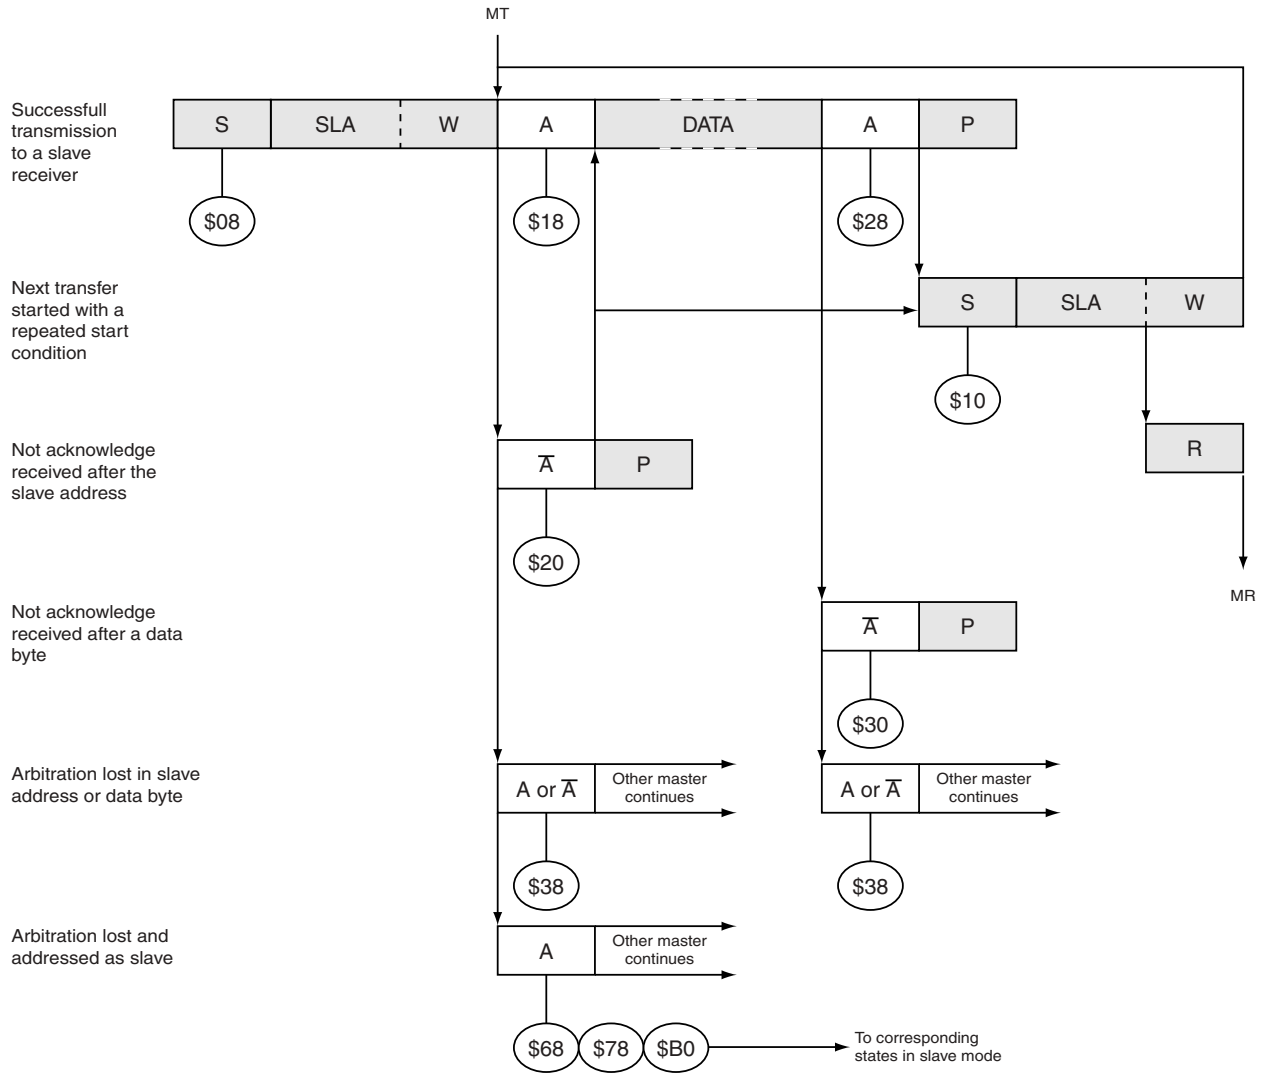 MT
Successfull
transmission
to a slave
receiver
S SLA W A DATA A P
$08 $18 $28
Next transfer
started with a
repeated start
condition
S SLA W
$10
Not acknowledge
received after the
slave address
A̅ P
R
$20
MR
Not acknowledge
received after a data
byte
A̅ P
$30
Arbitration lost in slave
address or data byte
A or A̅ Other master
continues
A or A̅ Other master
continues
$38 $38
Arbitration lost and
addressed as slave
A Other master
continues
$68 $78 $B0
To corresponding
states in slave mode